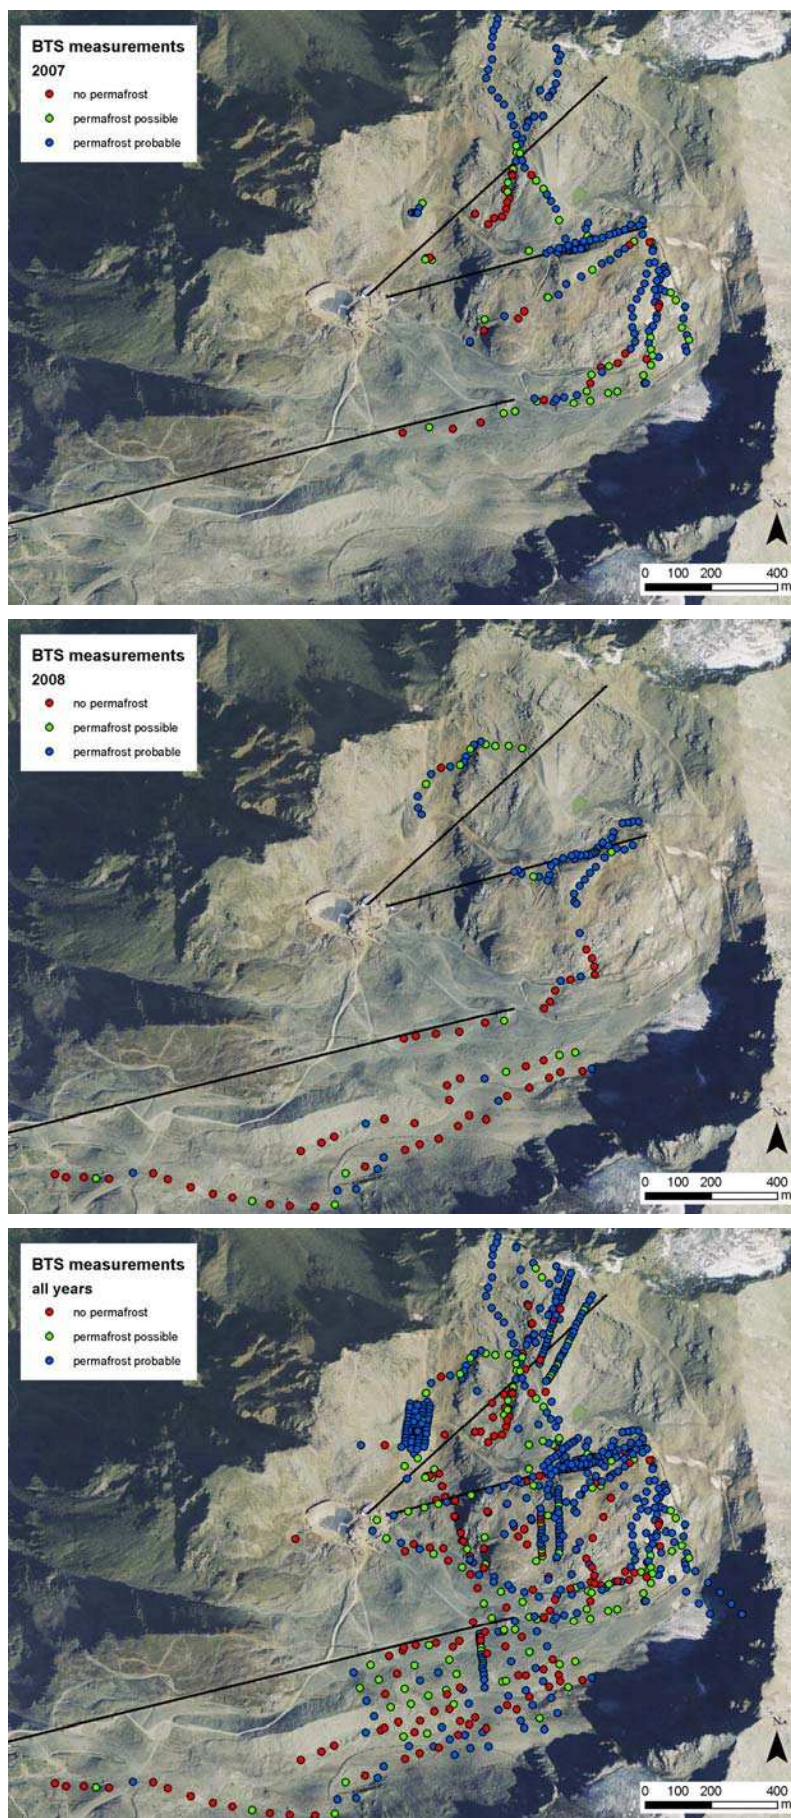 BTS measurements
2007
no permafrost
permafrost possible
permafrost probable
N
0 100 200 400
m
BTS measurements
2008
no permafrost
permafrost possible
permafrost probable
N
0 100 200 400
m
BTS measurements
all years
no permafrost
permafrost possible
permafrost probable
N
0 100 200 400
m